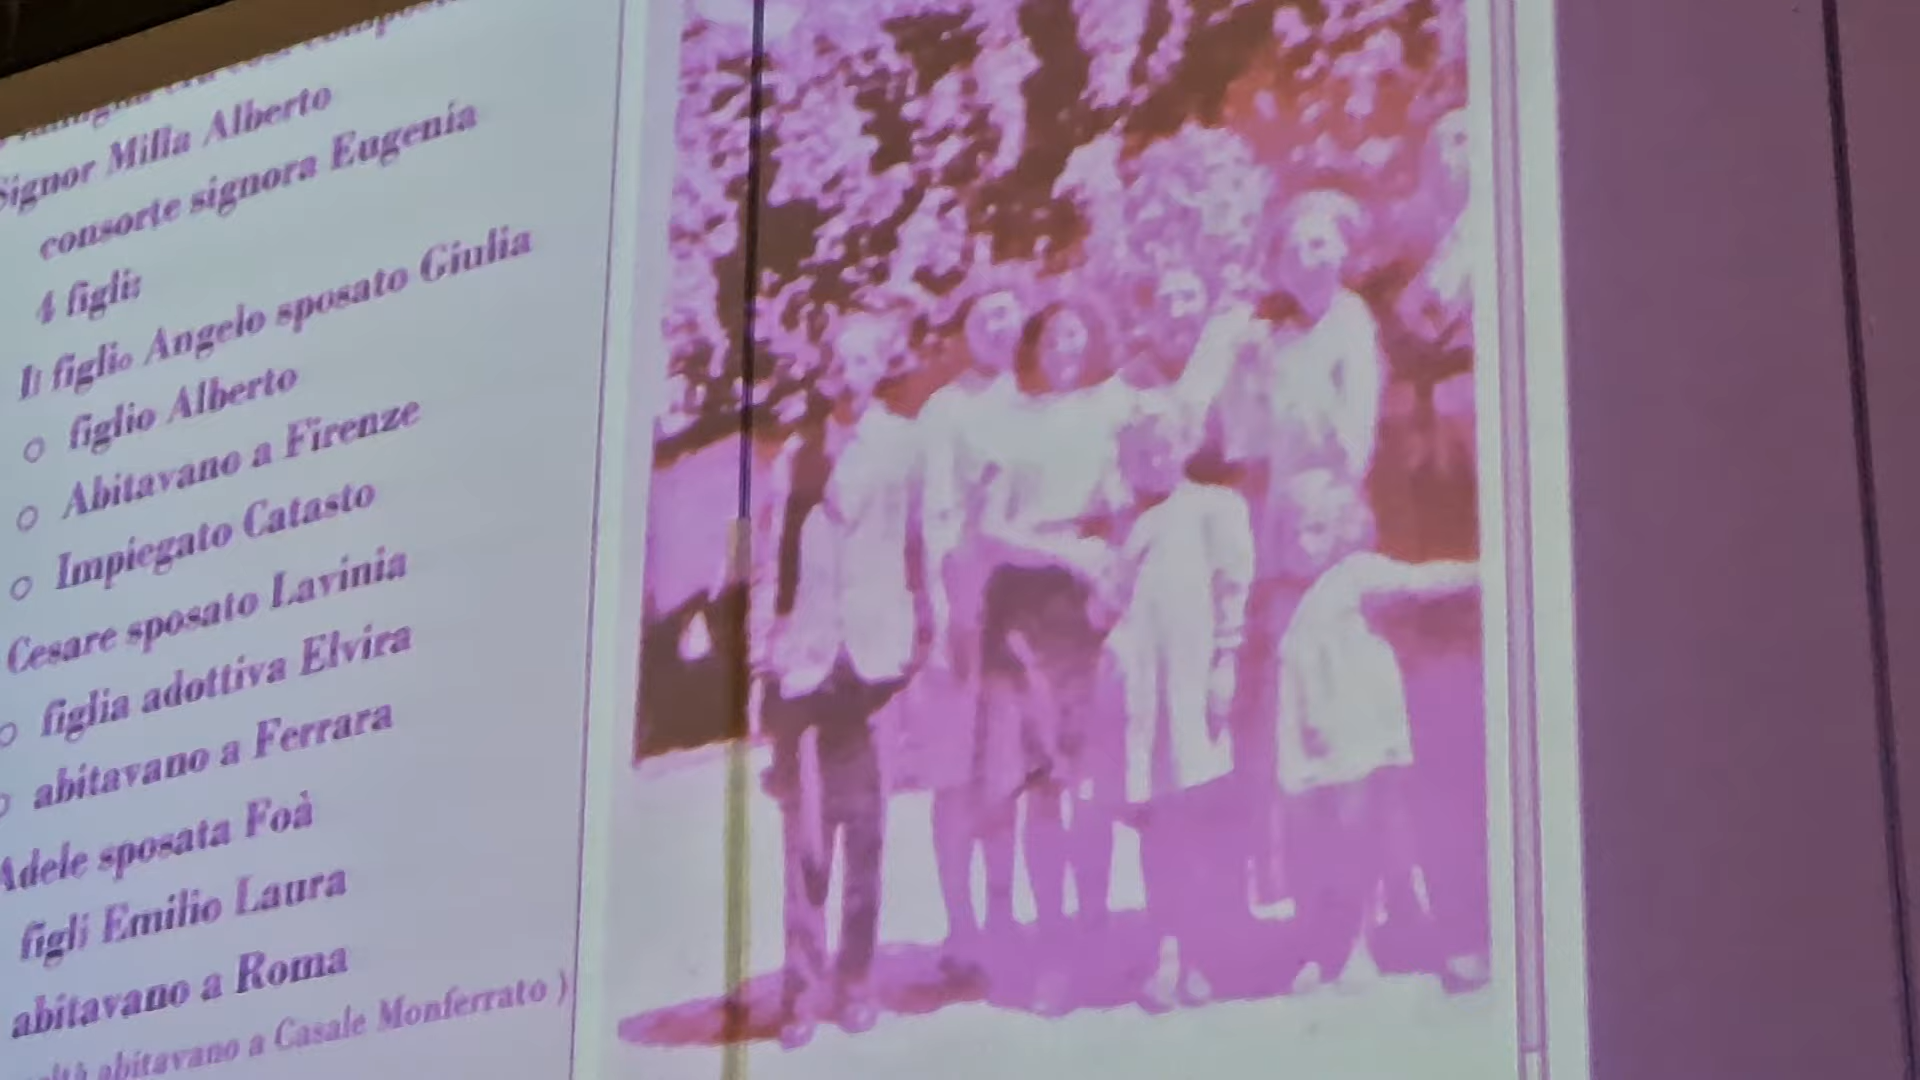 Signor Milla Alberto
consorte signora Eugenia
4 figli:
Il figlio Angelo sposato Giulia
figlio Alberto
Abitavano a Firenze
Impiegato Catasto
Cesare sposato Lavinia
figlia adottiva Elvira
abitavano a Ferrara
Adele sposata Foà
figli Emilio Laura
abitavano a Roma
abitavano a Casale Monferrato )